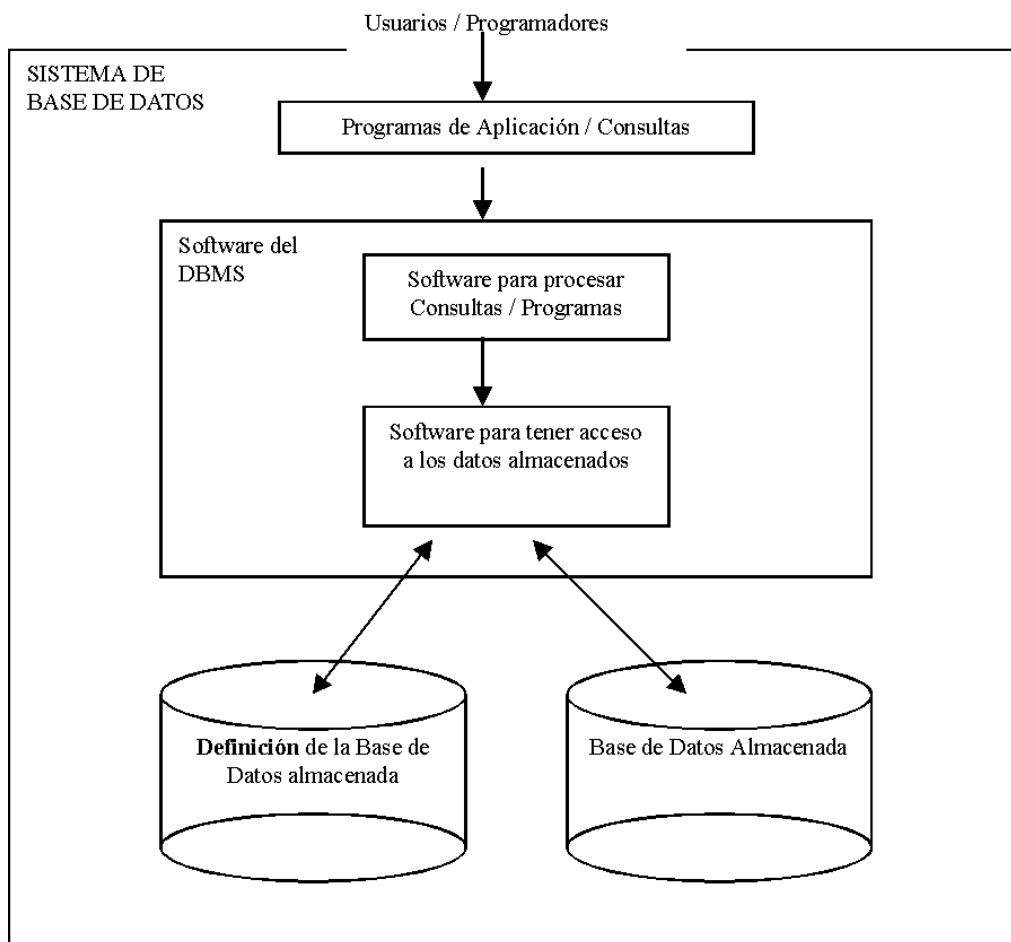 Usuarios / Programadores
SISTEMA DE
BASE DE DATOS
Programas de Aplicación / Consultas
Software del
DBMS
Software para procesar
Consultas / Programas
Software para tener acceso
a los datos almacenados
Definición de la Base de
Datos almacenada
Base de Datos Almacenada